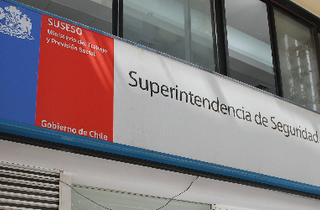 SUSESO
Ministerio del Trabajo
y Previsión Social
Gobierno de Chile
Superintendencia de Seguridad